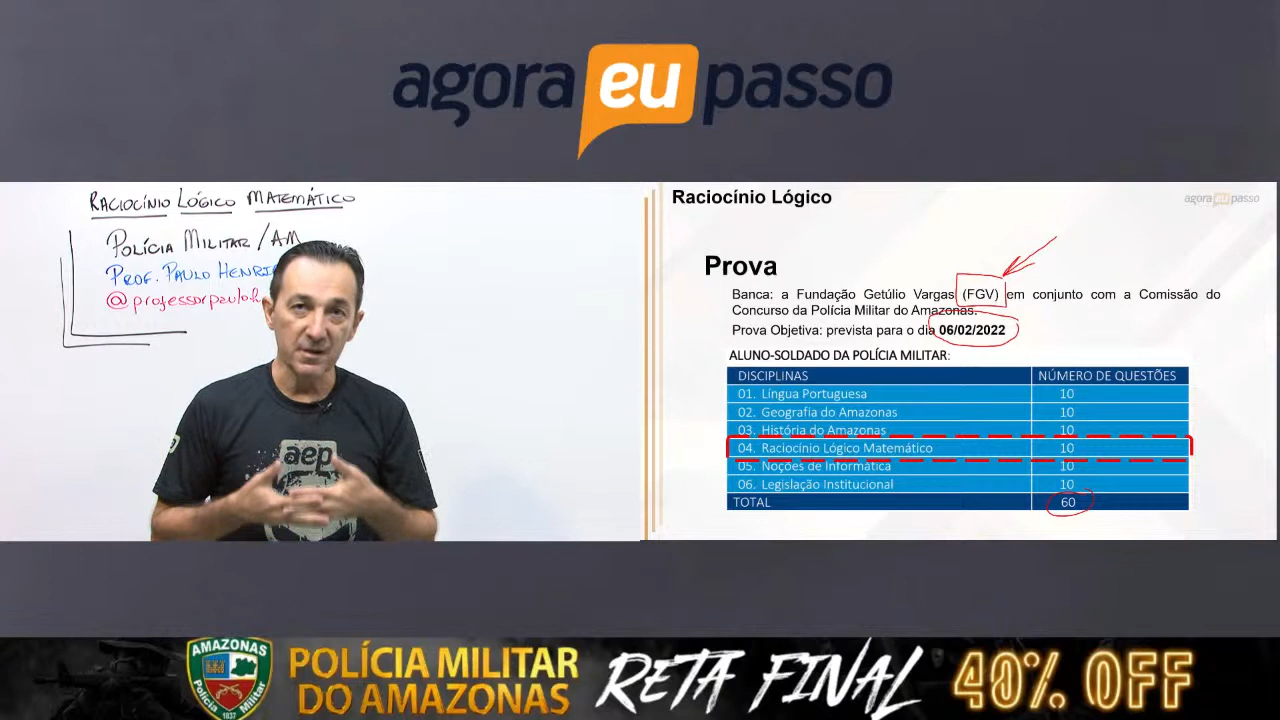 agora eu passo
RACIOCÍNIO LÓGICO MATEMÁTICO
POLÍCIA MILITAR/AM
PROF. PAULO
aep
Raciocínio Lógico
agora eu passo
Prova
Banca: a Fundação Getúlio Vargas (FGV) em conjunto com a Comissão do
Concurso da Polícia Militar do Amazonas.
Prova Objetiva: prevista para o dia 06/02/2022
ALUNO-SOLDADO DA POLÍCIA MILITAR:
DISCIPLINAS NÚMERO DE QUESTÕES
01. Língua Portuguesa 10
02. Geografia do Amazonas 10
03. História do Amazonas 10
04. Raciocínio Lógico Matemático 10
05. Noções de Informática 10
06. Legislação Institucional 10
TOTAL 60
AMAZONAS
Polícia Militar
1837
POLÍCIA MILITAR
DO AMAZONAS
RETA FINAL
40% OFF